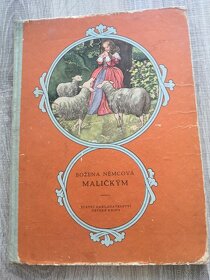 BOŽENA NĚMCOVÁ
MALIČKÝM
STÁTNÍ NAKLADATELSTVÍ
DĚTSKÉ KNIHY